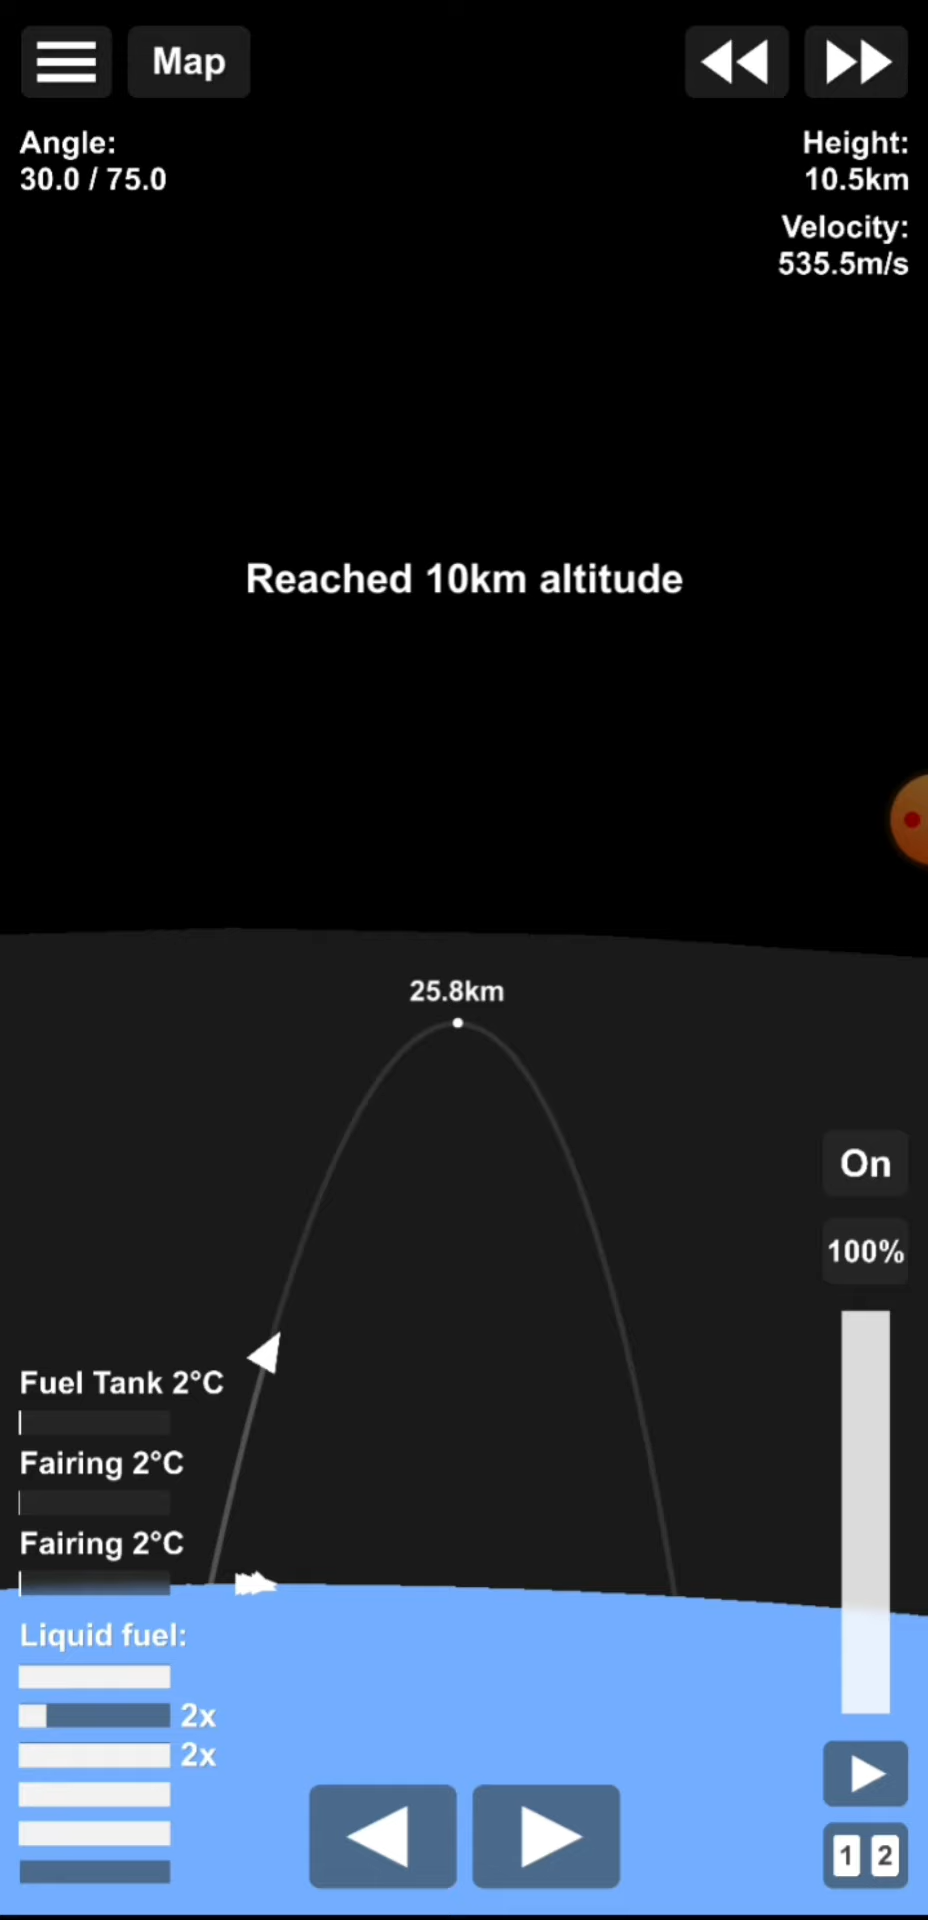 Map
Angle:
30.0 / 75.0
Height:
10.5km
Velocity:
535.5m/s
Reached 10km altitude
25.8km
On
100%
Fuel Tank 2°C
Fairing 2°C
Fairing 2°C
Liquid fuel:
2x
2x
1 2